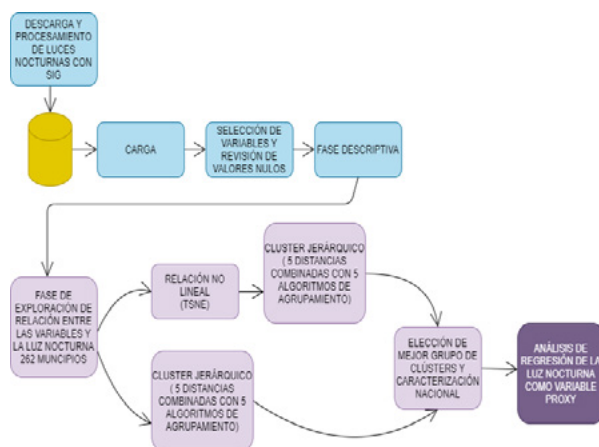 DESCARGA Y
PROCESAMIENTO
DE LUCES
NOCTURNAS CON
SIG
CARGA
SELECCIÓN DE
VARIABLES Y
REVISIÓN DE
VALORES NULOS
FASE DESCRIPTIVA
FASE DE
EXPLORACIÓN DE
RELACIÓN ENTRE
LAS VARIABLES Y
LA LUZ NOCTURNA
262 MUNCIPIOS
RELACIÓN NO
LINEAL
(TSNE)
CLUSTER JERÁRQUICO
( 5 DISTANCIAS
COMBINADAS CON 5
ALGORITMOS DE
AGRUPAMIENTO)
CLUSTER JERÁRQUICO
( 5 DISTANCIAS
COMBINADAS CON 5
ALGORITMOS DE
AGRUPAMIENTO)
ELECCIÓN DE
MEJOR GRUPO DE
CLÚSTERS Y
CARACTERIZACIÓN
NACIONAL
ANÁLISIS DE
REGRESIÓN DE LA
LUZ NOCTURNA
COMO VARIABLE
PROXY